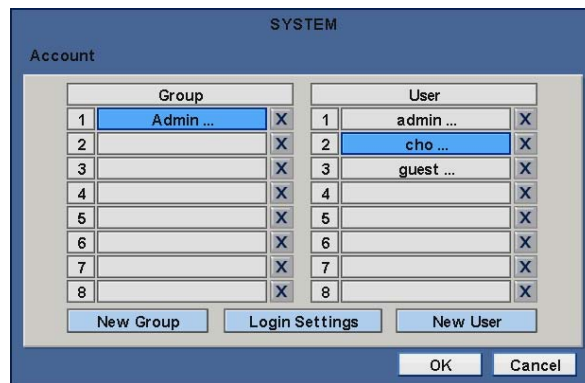 SYSTEM
Account
Group User
1 Admin ... X 1 admin ... X
2 X 2 cho ... X
3 X 3 guest ... X
4 X 4 X
5 X 5 X
6 X 6 X
7 X 7 X
8 X 8 X
New Group Login Settings New User
OK Cancel